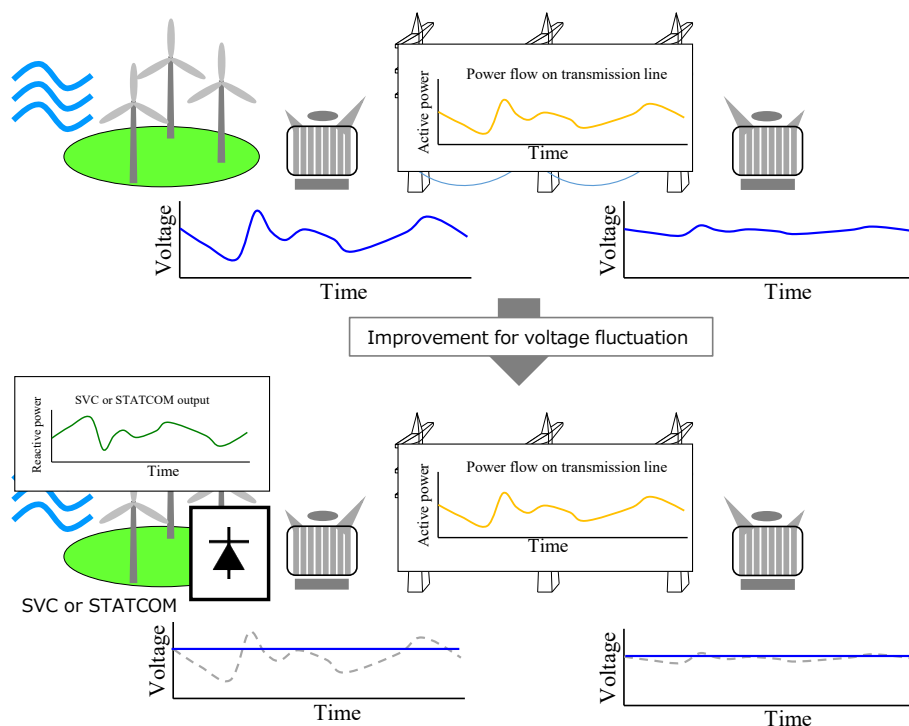 Power flow on transmission line
Active power
Time
Voltage
Time
Voltage
Time
Improvement for voltage fluctuation
SVC or STATCOM output
Reactive power
Time
Power flow on transmission line
Active power
Time
SVC or STATCOM
Voltage
Time
Voltage
Time